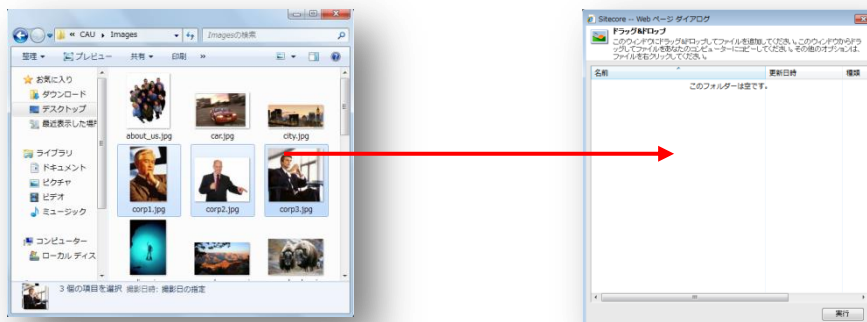 « CAU ▸ Images
Imagesの検索
整理
プレビュー
共有
印刷
»
お気に入り
ダウンロード
デスクトップ
最近表示した場所
ライブラリ
ドキュメント
ピクチャ
ビデオ
ミュージック
コンピューター
ローカル ディス
about_us.jpg
car.jpg
city.jpg
corp1.jpg
corp2.jpg
corp3.jpg
3 個の項目を選択 撮影日時: 撮影日の指定
Sitecore -- Web ページ ダイアログ
ドラッグ&ドロップ
このウィンドウにドラッグ&ドロップしてファイルを追加してください。このウィンドウからドラ
ッグしてファイルをあなたのコンピューターにコピーしてください。その他のオプションは、
ファイルを右クリックしてください。
名前
更新日時
種類
このフォルダーは空です。
実行